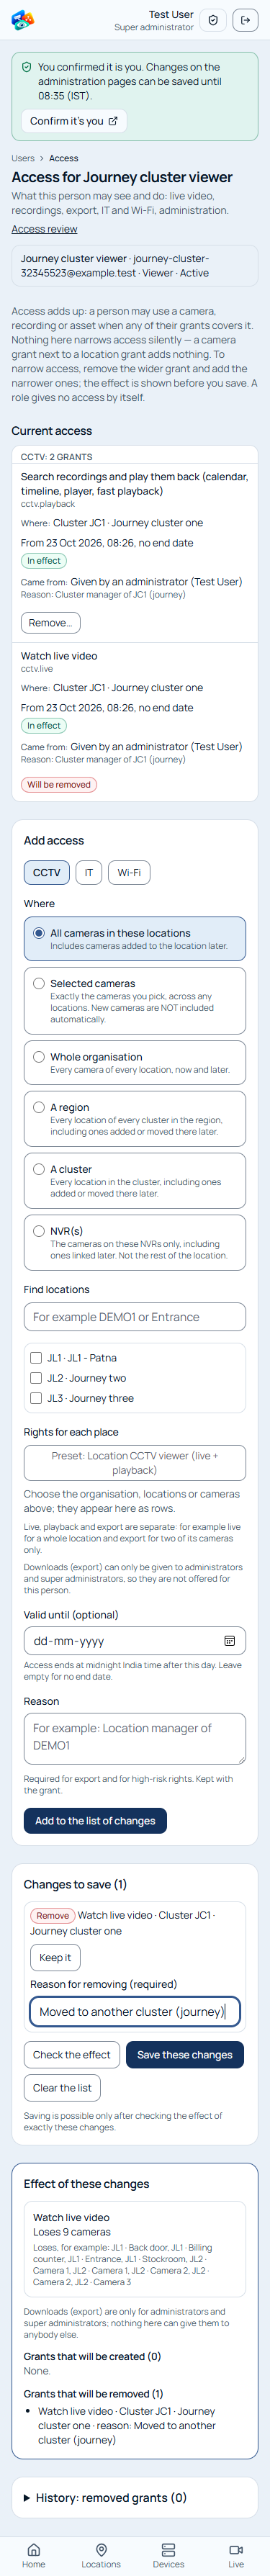 Test User
Super administrator
You confirmed it is you. Changes on the
administration pages can be saved until
08:35 (IST).
Confirm it's you
Users > Access
Access for Journey cluster viewer
What this person may see and do: live video,
recordings, export, IT and Wi-Fi, administration.
Access review
Journey cluster viewer · journey-cluster-
32345523@example.test · Viewer · Active
Access adds up: a person may use a camera,
recording or asset when any of their grants covers it.
Nothing here narrows access silently — a camera
grant next to a location grant adds nothing. To
narrow access, remove the wider grant and add the
narrower ones; the effect is shown before you save. A
role gives no access by itself.
Current access
CCTV: 2 GRANTS
Search recordings and play them back (calendar,
timeline, player, fast playback)
cctv.playback
Where: Cluster JC1 · Journey cluster one
From 23 Oct 2026, 08:26, no end date
In effect
Came from: Given by an administrator (Test User)
Reason: Cluster manager of JC1 (journey)
Remove...
Watch live video
cctv.live
Where: Cluster JC1 · Journey cluster one
From 23 Oct 2026, 08:26, no end date
In effect
Came from: Given by an administrator (Test User)
Reason: Cluster manager of JC1 (journey)
Will be removed
Add access
CCTV IT Wi-Fi
Where
All cameras in these locations
Includes cameras added to the location later.
Selected cameras
Exactly the cameras you pick, across any
locations. New cameras are NOT included
automatically.
Whole organisation
Every camera of every location, now and later.
A region
Every location of every cluster in the region,
including ones added or moved there later.
A cluster
Every location in the cluster, including ones
added or moved there later.
NVR(s)
The cameras on these NVRs only, including
ones linked later. Not the rest of the location.
Find locations
For example DEMO1 or Entrance
JL1 · JL1 - Patna
JL2 · Journey two
JL3 · Journey three
Rights for each place
Preset: Location CCTV viewer (live +
playback)
Choose the organisation, locations or cameras
above; they appear here as rows.
Live, playback and export are separate: for example live
for a whole location and export for two of its cameras
only.
Downloads (export) can only be given to administrators
and super administrators, so they are not offered for
this person.
Valid until (optional)
dd-mm-yyyy
Access ends at midnight India time after this day. Leave
empty for no end date.
Reason
For example: Location manager of
DEMO1
Required for export and for high-risk rights. Kept with
the grant.
Add to the list of changes
Changes to save (1)
Remove Watch live video · Cluster JC1 ·
Journey cluster one
Keep it
Reason for removing (required)
Moved to another cluster (journey)
Check the effect Save these changes
Clear the list
Saving is possible only after checking the effect of
exactly these changes.
Effect of these changes
Watch live video
Loses 9 cameras
Loses, for example: JL1 · Back door, JL1 · Billing
counter, JL1 · Entrance, JL1 · Stockroom, JL2 ·
Camera 1, JL2 · Camera 1, JL2 · Camera 2, JL2 ·
Camera 2, JL2 · Camera 3
Downloads (export) are only for administrators and
super administrators; nothing here can give them to
anybody else.
Grants that will be created (0)
None.
Grants that will be removed (1)
• Watch live video · Cluster JC1 · Journey
cluster one · reason: Moved to another
cluster (journey)
History: removed grants (0)
Home Locations Devices Live